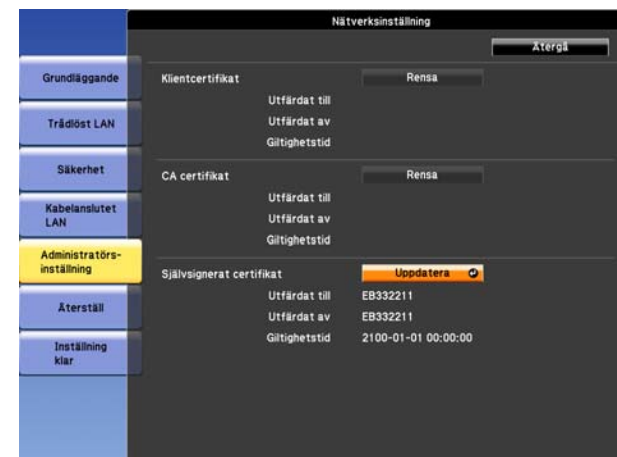 Nätverksinställning
Återgå
Grundläggande
Trådlöst LAN
Säkerhet
Kabelanslutet
LAN
Administratörs-
inställning
Återställ
Inställning
klar
Klientcertifikat
Rensa
Utfärdat till
Utfärdat av
Giltighetstid
CA certifikat
Rensa
Utfärdat till
Utfärdat av
Giltighetstid
Självsignerat certifikat
Uppdatera
Utfärdat till EB332211
Utfärdat av EB332211
Giltighetstid 2100-01-01 00:00:00